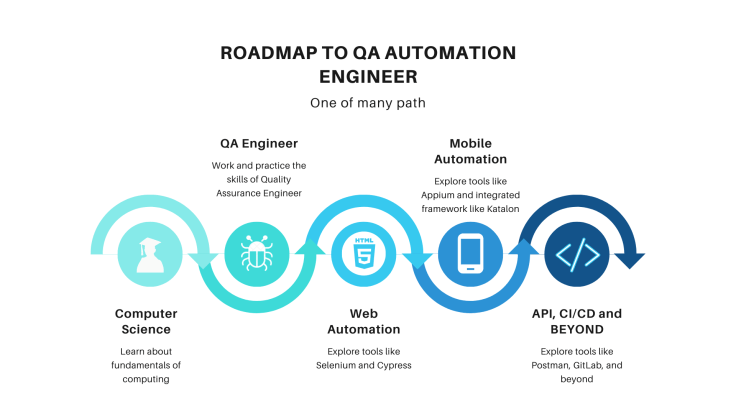 ROADMAP TO QA AUTOMATION
ENGINEER
One of many path
Computer
Science
Learn about
fundamentals of
computing
QA Engineer
Work and practice the
skills of Quality
Assurance Engineer
HTML
5
Web
Automation
Explore tools like
Selenium and Cypress
Mobile
Automation
Explore tools like
Appium and integrated
framework like Katalon
</>
API, CI/CD and
BEYOND
Explore tools like
Postman, GitLab, and
beyond